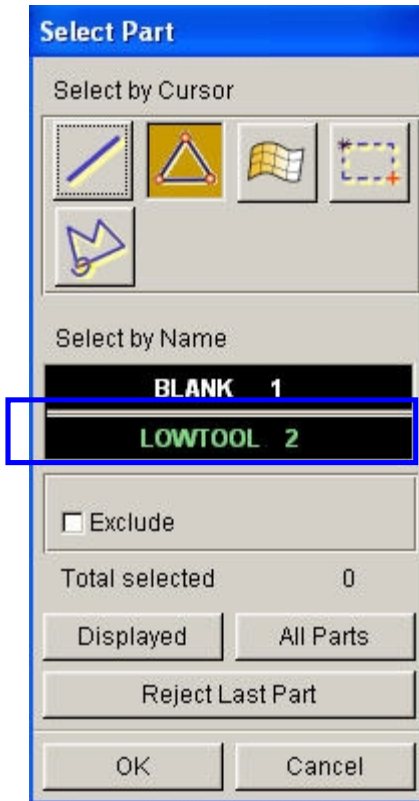 Select Part
Select by Cursor
Select by Name
BLANK 1
LOWTOOL 2
Exclude
Total selected 0
Displayed All Parts
Reject Last Part
OK Cancel